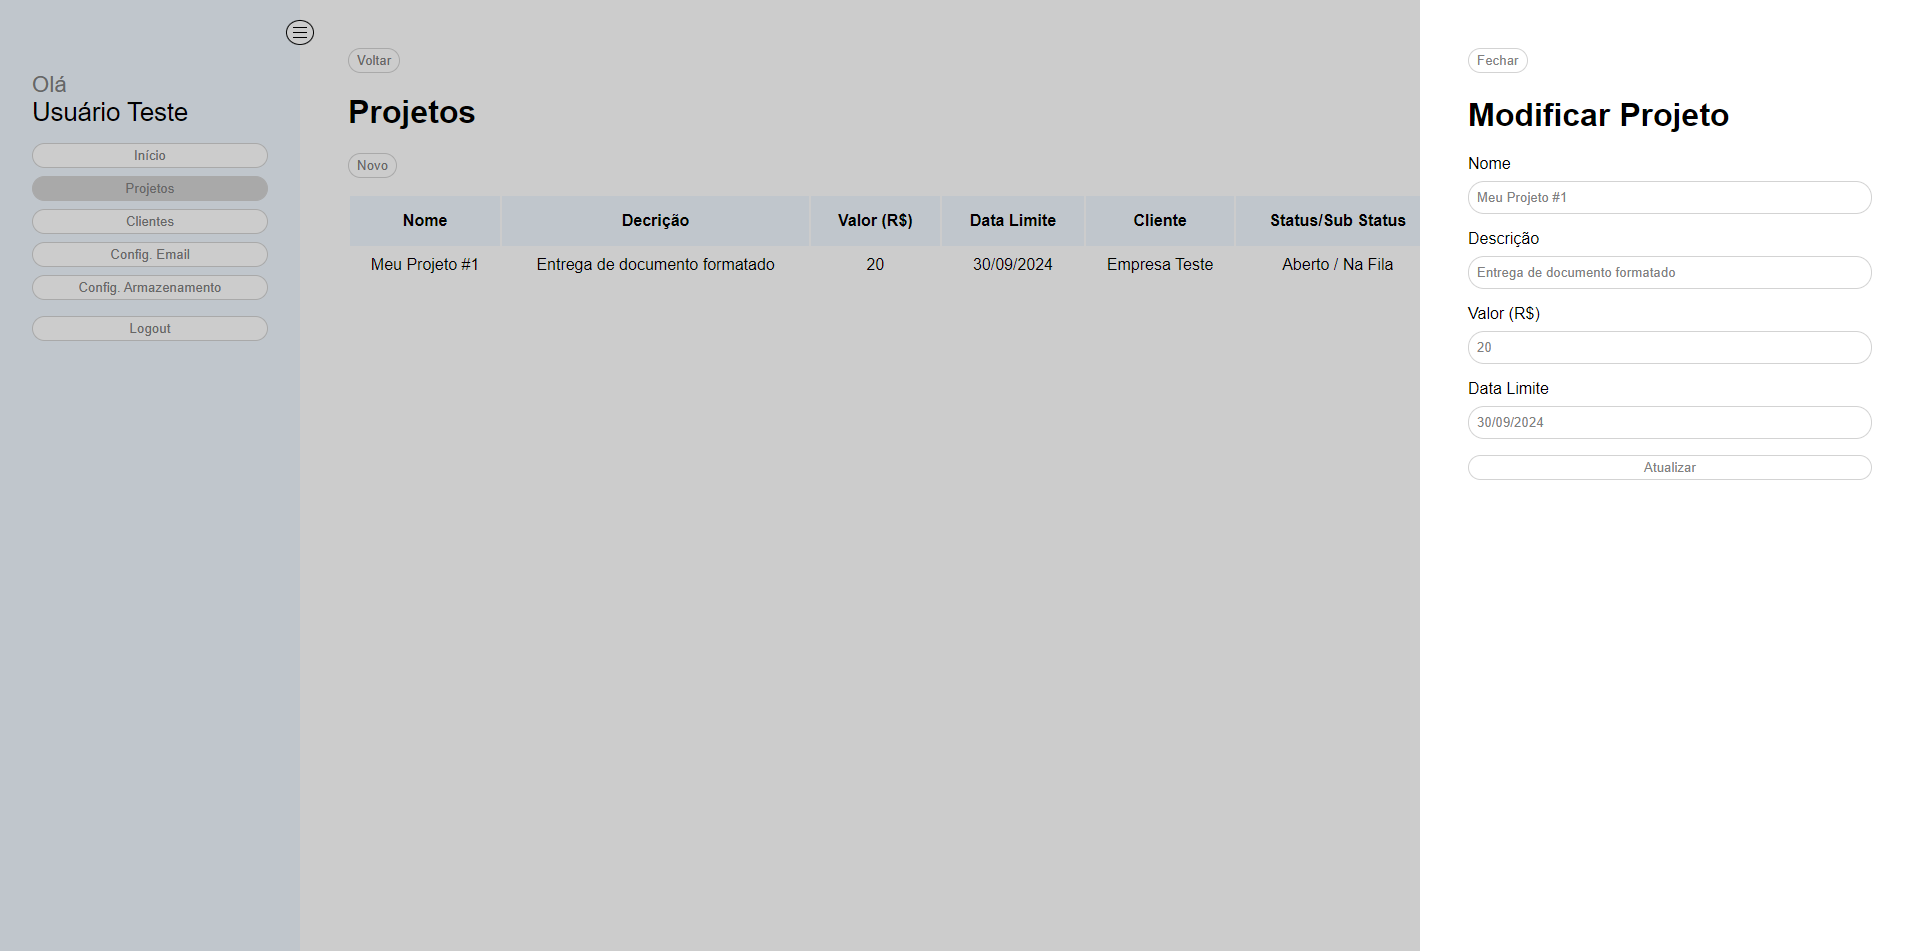 Olá
Usuário Teste
Início
Projetos
Clientes
Config. Email
Config. Armazenamento
Logout
Voltar
Projetos
Novo
Nome Decrição Valor (R$) Data Limite Cliente Status/Sub Status
Meu Projeto #1 Entrega de documento formatado 20 30/09/2024 Empresa Teste Aberto / Na Fila
Fechar
Modificar Projeto
Nome
Meu Projeto #1
Descrição
Entrega de documento formatado
Valor (R$)
20
Data Limite
30/09/2024
Atualizar